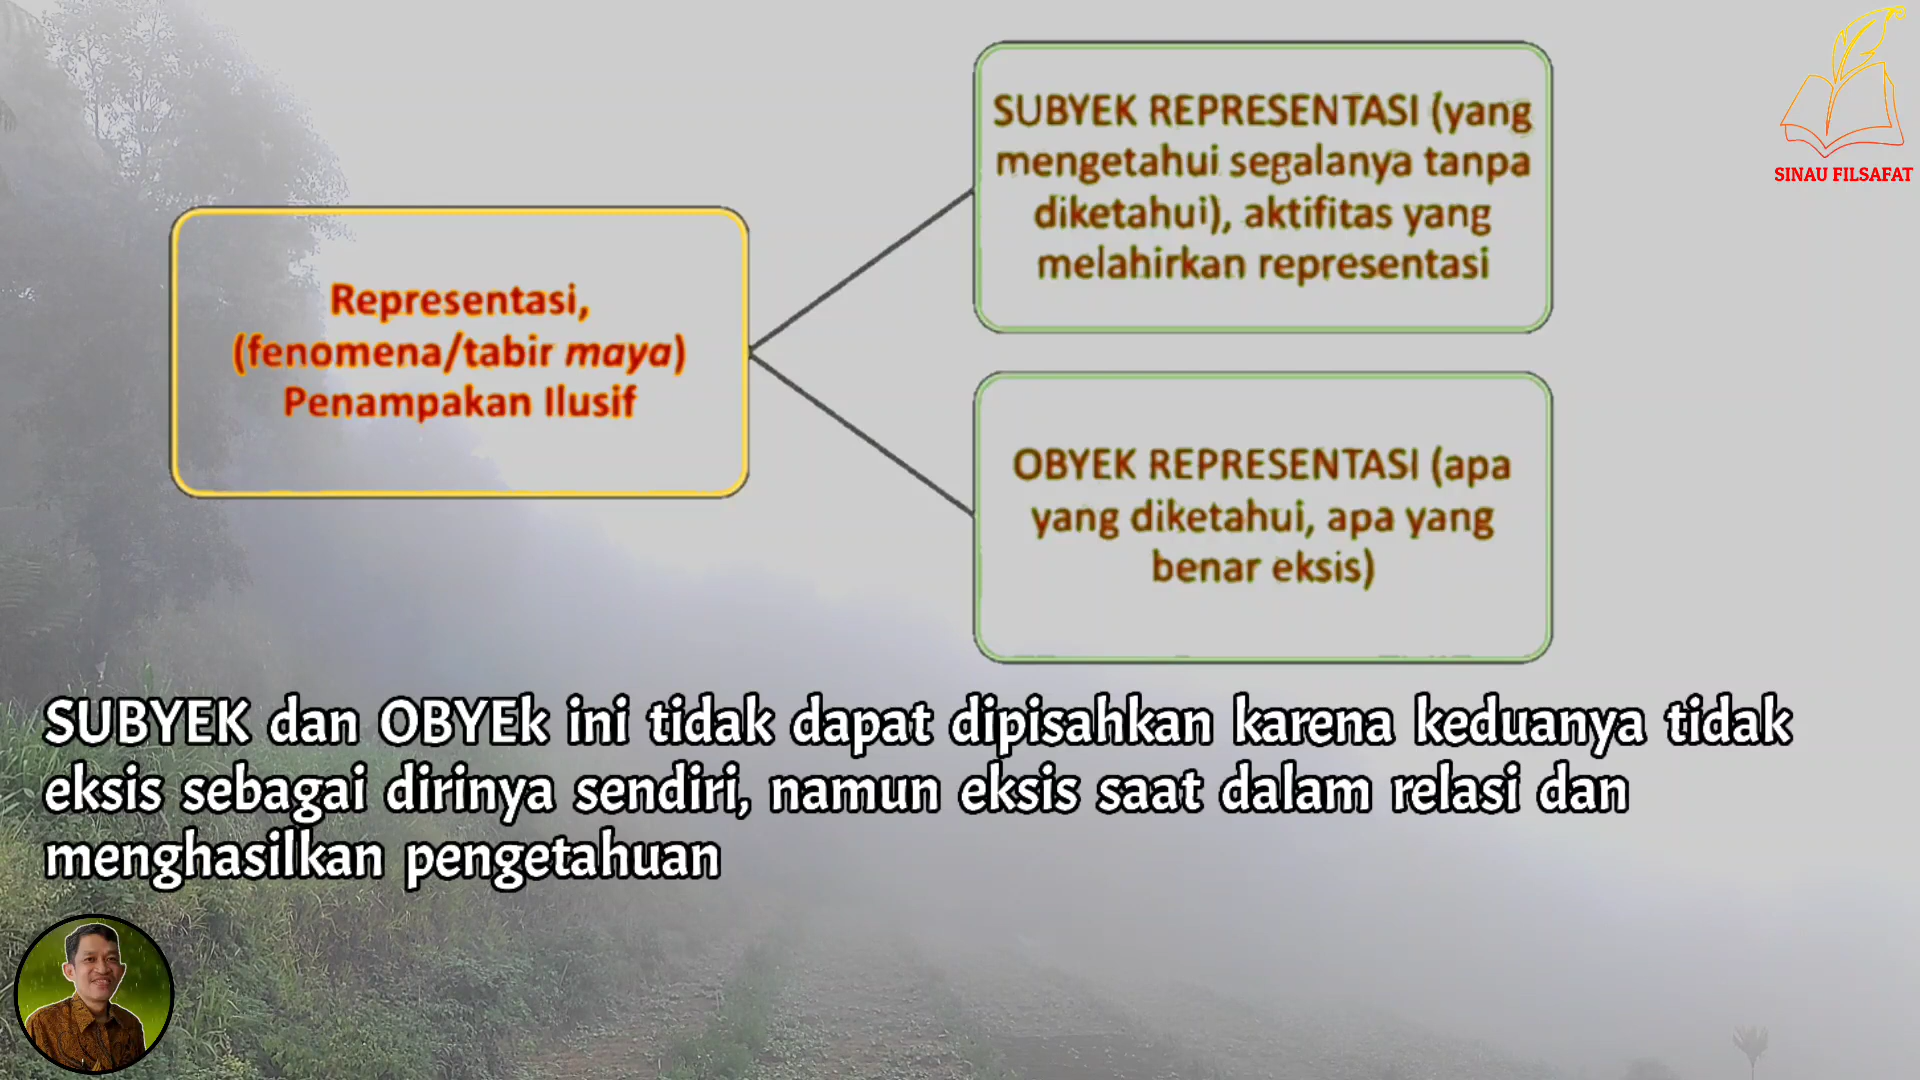 Representasi,
(fenomena/tabir maya)
Penampakan Ilusif
SUBYEK REPRESENTASI (yang
mengetahui segalanya tanpa
diketahui), aktifitas yang
melahirkan representasi
OBYEK REPRESENTASI (apa
yang diketahui, apa yang
benar eksis)
SINAU FILSAFAT
SUBYEK dan OBYEk ini tidak dapat dipisahkan karena keduanya tidak
eksis sebagai dirinya sendiri, namun eksis saat dalam relasi dan
menghasilkan pengetahuan